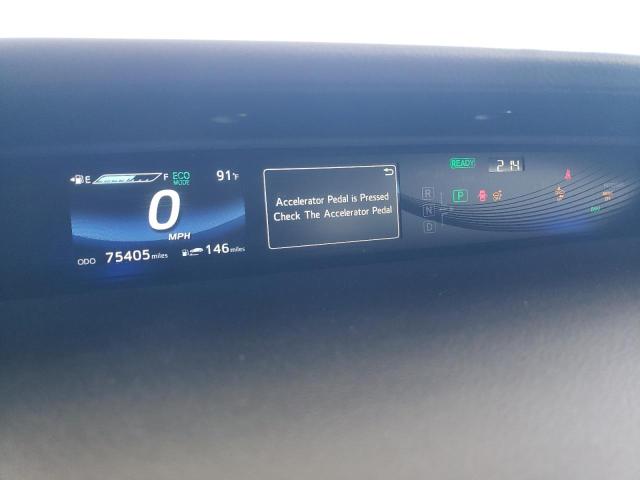 E F ECO 91°F
MODE
0
MPH
ODO 75405 miles 146 miles
Accelerator Pedal is Pressed
Check The Accelerator Pedal
READY 2:14
R
P
N
D